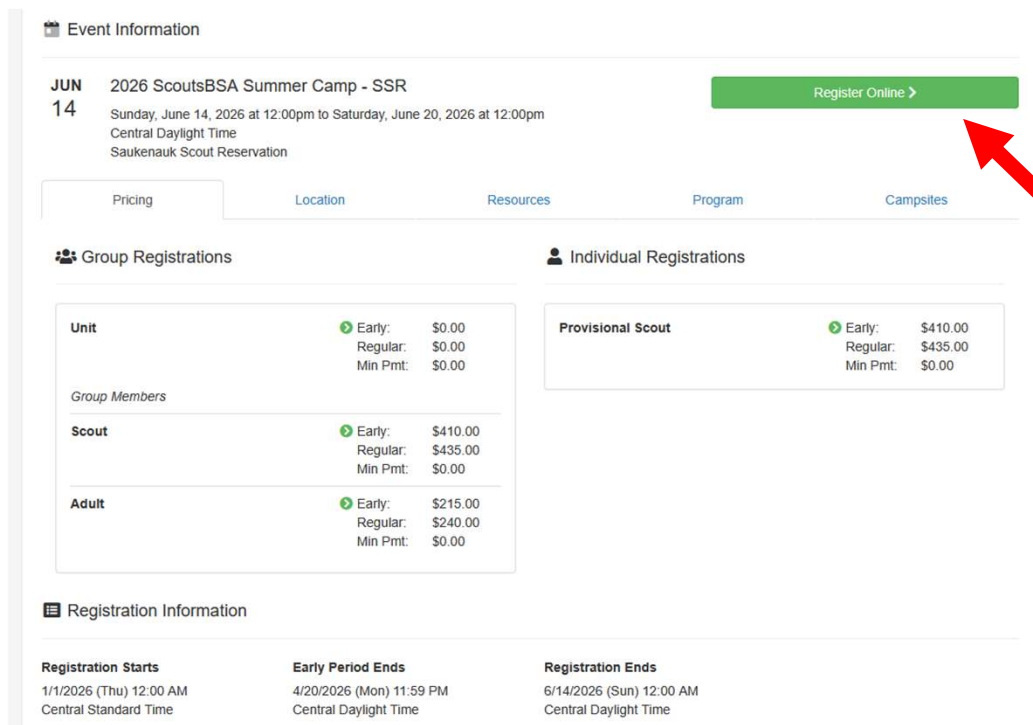 Event Information
JUN
14
2026 ScoutsBSA Summer Camp - SSR
Sunday, June 14, 2026 at 12:00pm to Saturday, June 20, 2026 at 12:00pm
Central Daylight Time
Saukenauk Scout Reservation
Register Online
Pricing Location Resources Program Campsites
Group Registrations
Unit Early: $0.00
Regular: $0.00
Min Pmt: $0.00
Group Members
Scout Early: $410.00
Regular: $435.00
Min Pmt: $0.00
Adult Early: $215.00
Regular: $240.00
Min Pmt: $0.00
Individual Registrations
Provisional Scout Early: $410.00
Regular: $435.00
Min Pmt: $0.00
Registration Information
Registration Starts
1/1/2026 (Thu) 12:00 AM
Central Standard Time
Early Period Ends
4/20/2026 (Mon) 11:59 PM
Central Daylight Time
Registration Ends
6/14/2026 (Sun) 12:00 AM
Central Daylight Time